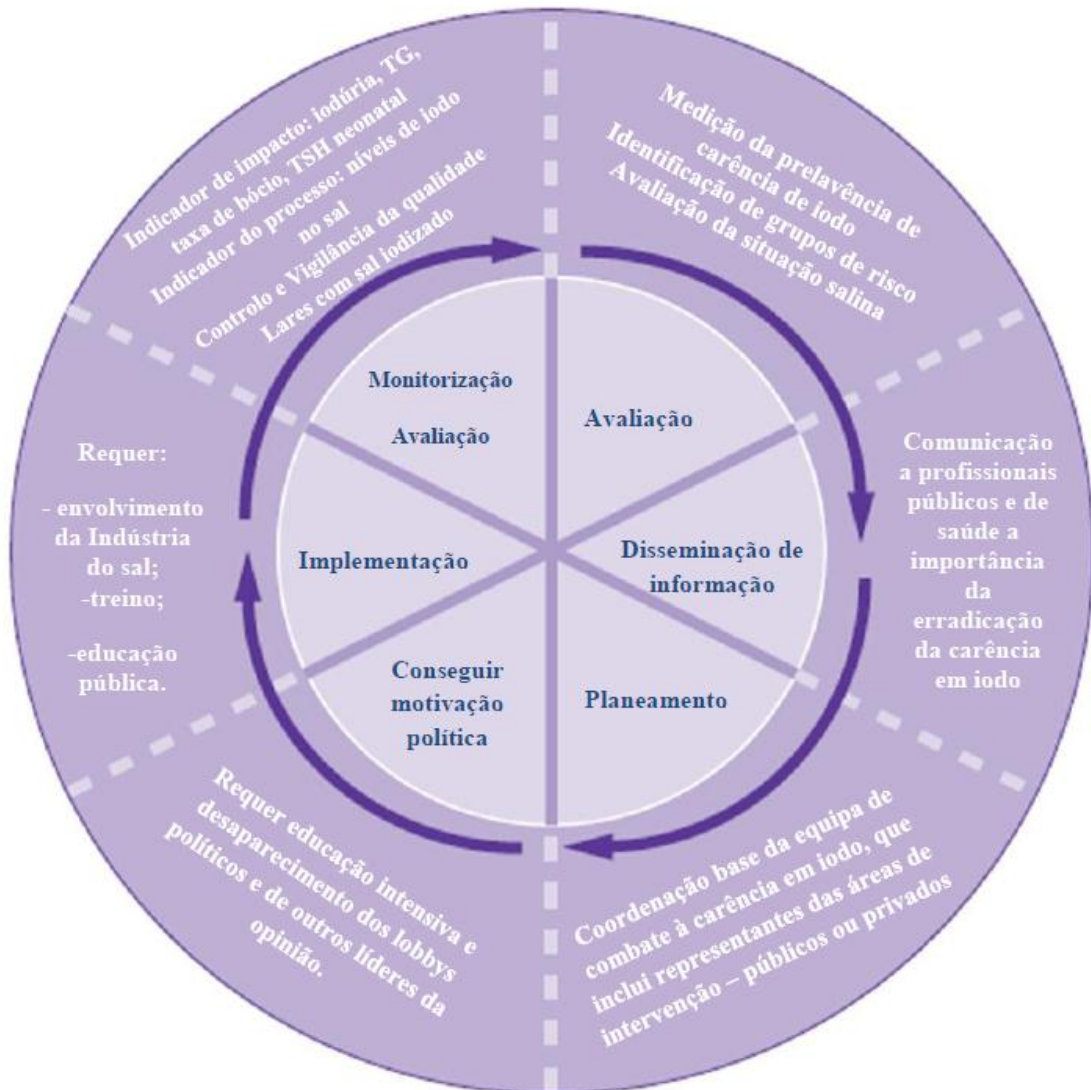 Indicador de impacto: iodúria, TG,
taxa de bócio, TSH neonatal
Indicador do processo: níveis de iodo
no sal
Controlo e Vigilância da qualidade
Lares com sal iodizado
Medição da prelavência de
carência de iodo
Identificação de grupos de risco
Avaliação da situação salina
Monitorização
Avaliação
Avaliação
Requer:
- envolvimento
da Indústria
do sal;
-treino;
-educação
pública.
Implementação
Disseminação de
informação
Comunicação
a profissionais
públicos e de
saúde a
importância
da
erradicação
da carência
em iodo
Conseguir
motivação
política
Planeamento
Requer educação intensiva e
desaparecimento dos lobbys
políticos e de outros líderes da
opinião.
Coordenação base da equipa de
combate à carência em iodo, que
inclui representantes das áreas de
intervenção – públicos ou privados